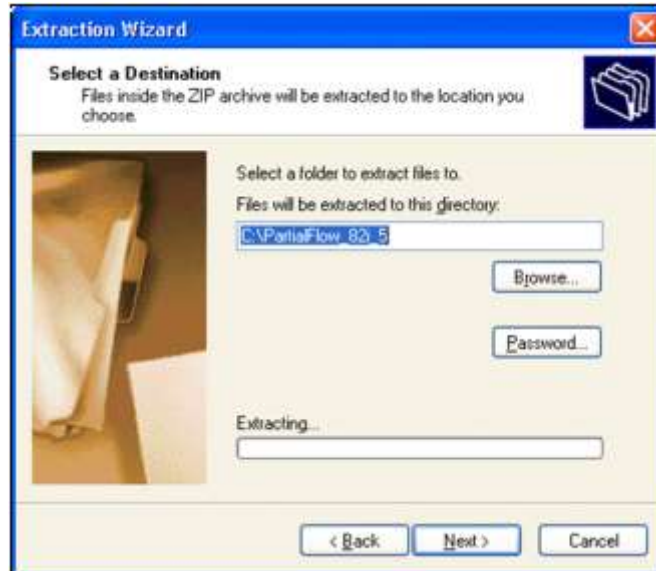 Extraction Wizard
Select a Destination
Files inside the ZIP archive will be extracted to the location you
choose.
Select a folder to extract files to.
Files will be extracted to this directory:
C:\PartialFlow_82i_5
Browse...
Password...
Extracting...
< Back
Next >
Cancel